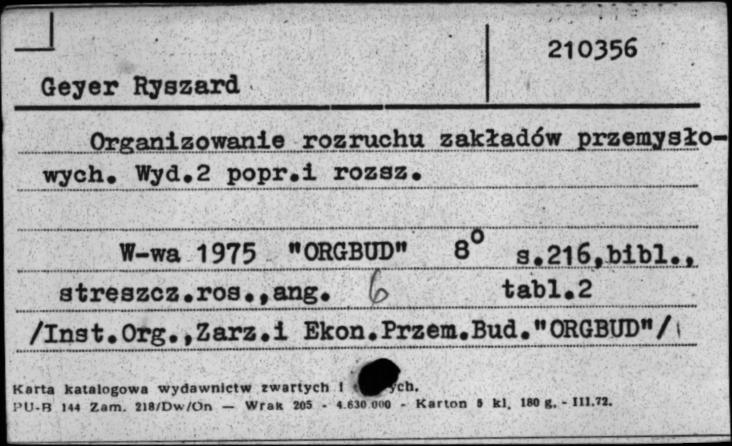 210356
Geyer Ryszard
Organizowanie rozruchu zakładów przemysło-
wych. Wyd.2 popr.i rozsz.
W-wa 1975 "ORGBUD" 8° s.216,bibl.,
streszcz.ros.,ang. 6 tabl.2
/Inst.Org.,Zarz.i Ekon.Przem.Bud."ORGBUD"/
Karta katalogowa wydawnictw zwartych i
PU-B 144 Zam. 218/Dw/On — Wrak 205 - 4.630.000 - Karton 5 kl, 180 g. - III.72.